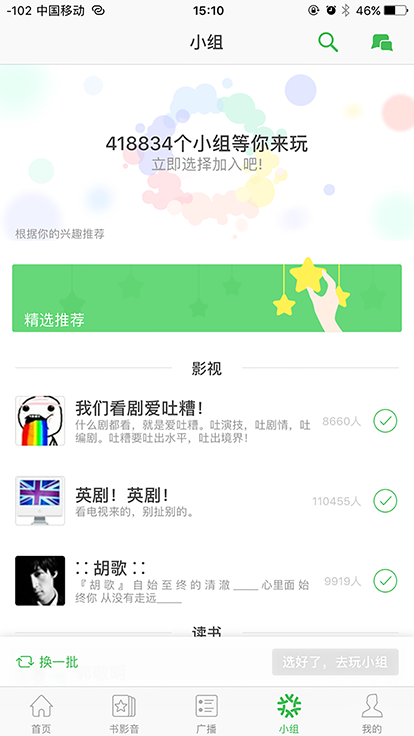 -102 中国移动 15:10 46%
小组
418834个小组等你来玩
立即选择加入吧!
根据你的兴趣推荐
精选推荐
影视
我们看剧爱吐糟!
什么剧都看，就是爱吐糟。吐演技，吐剧情，吐 8660人
编剧。吐糟要吐出水平，吐出境界!
英剧！英剧！
看电视来的，别扯别的。 110455人
∷ 胡歌 ∷
『 胡 歌 』 自 始 至 终 的 清 澈 ____ 心里面 始 9919人
终你 从没有走远____
读书
换一批 选好了，去玩小组
首页 书影音 广播 小组 我的